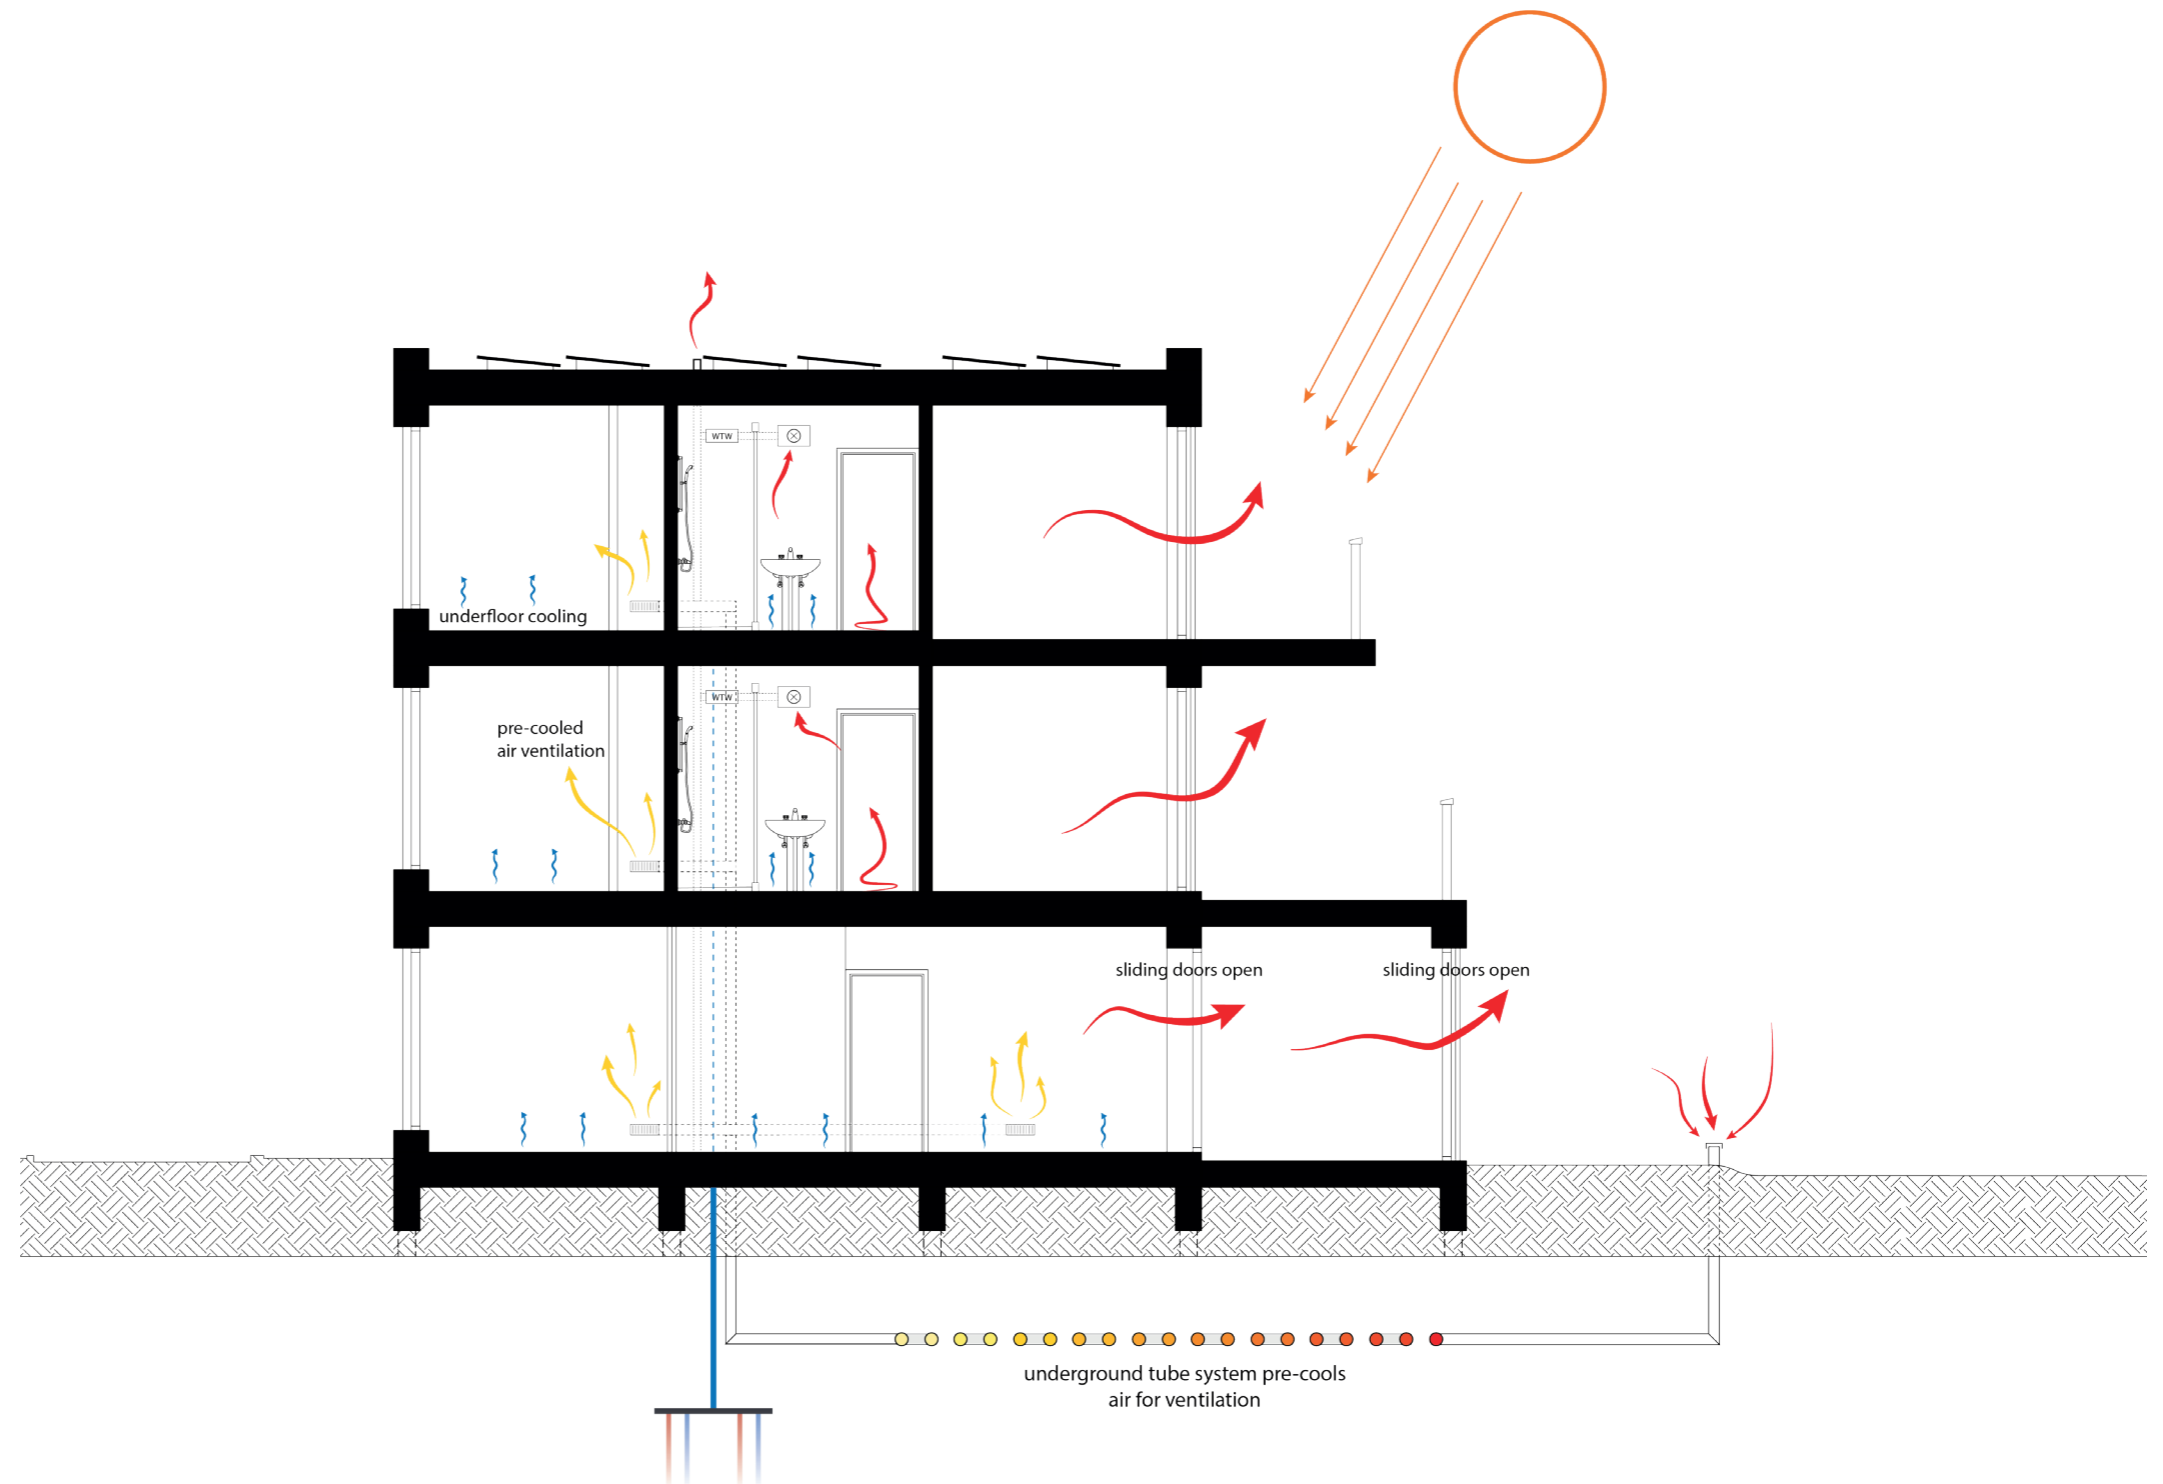 WTW
underfloor cooling
WTW
pre-cooled
air ventilation
sliding doors open
sliding doors open
underground tube system pre-cools
air for ventilation